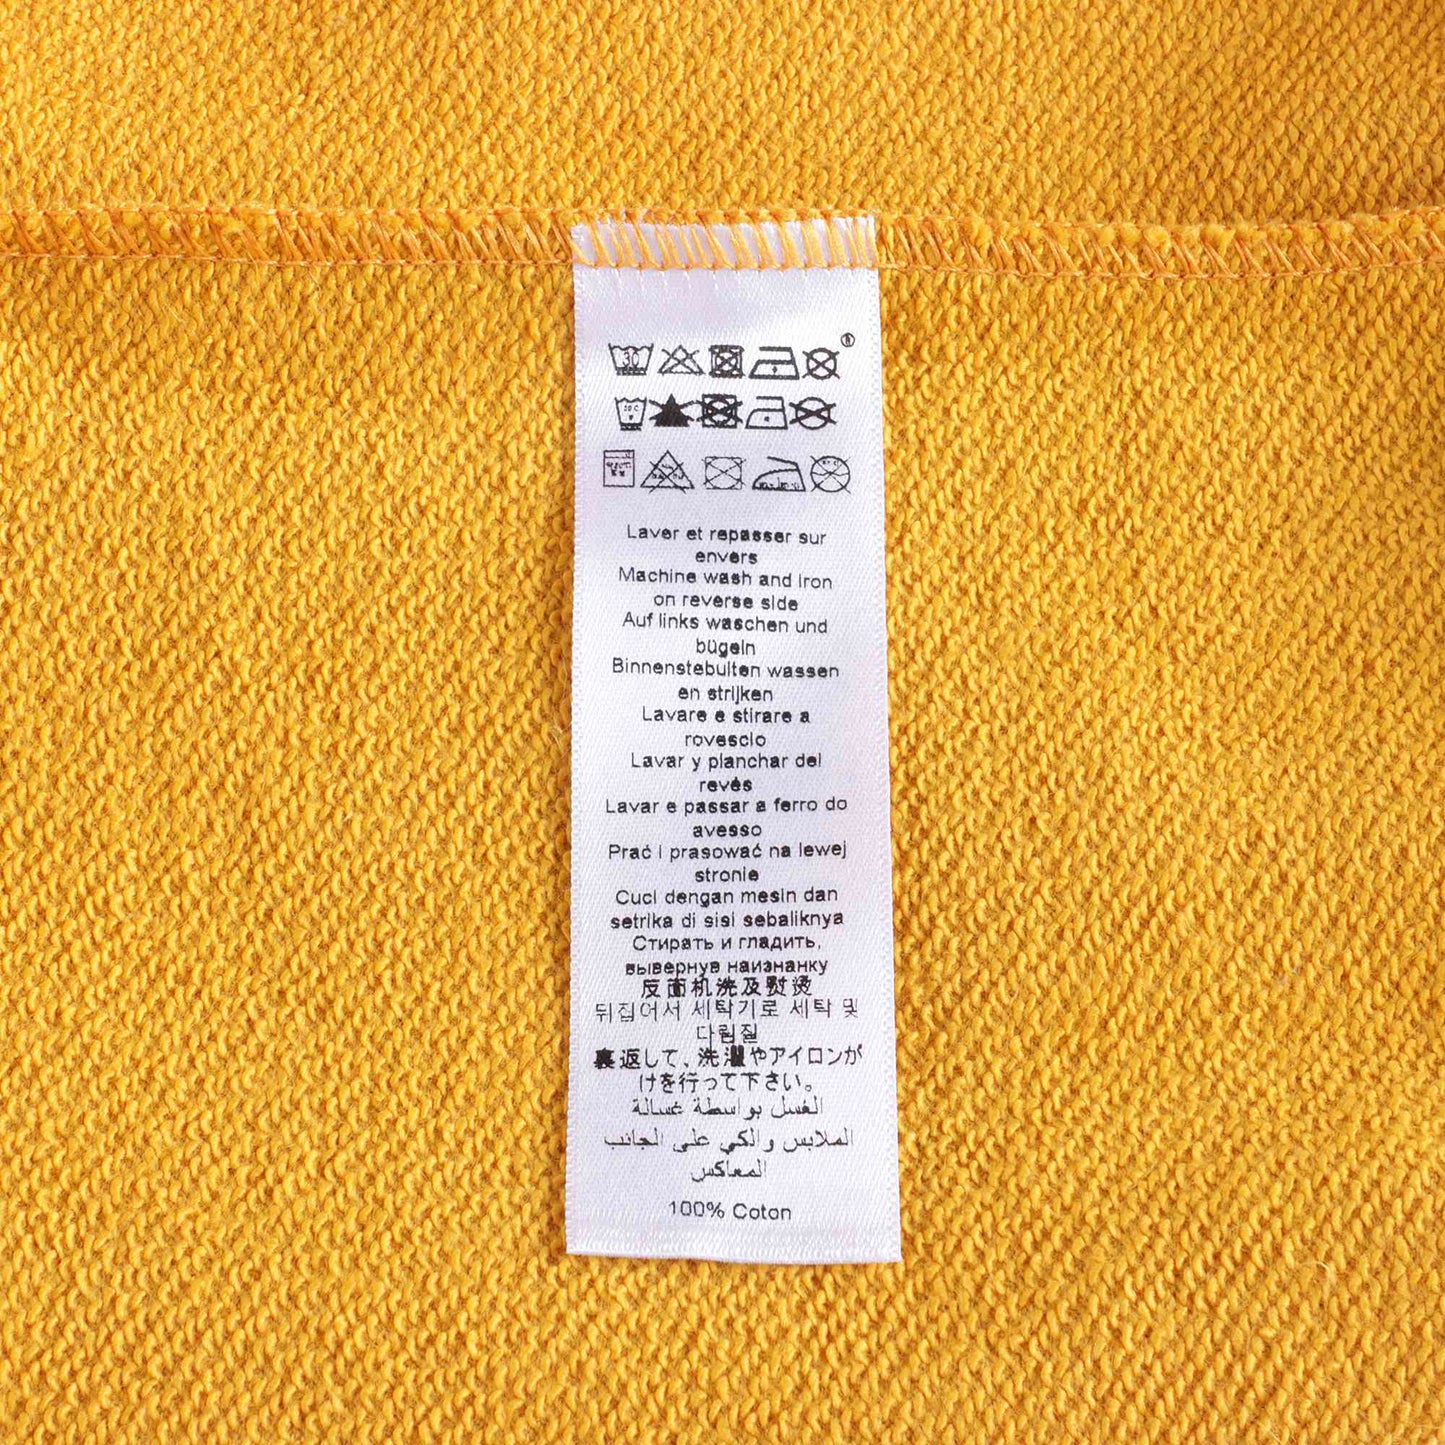 ®
30
Laver et repasser sur
envers
Machine wash and iron
on reverse side
Auf links waschen und
bügeln
Binnenstebuiten wassen
en strijken
Lavare e stirare a
rovescio
Lavar y planchar del
revés
Lavar e passar a ferro do
avesso
Prać i prasować na lewej
stronie
Cuci dengan mesin dan
setrika di sisi sebaliknya
Стирать и гладить,
вывернув наизнанку
反面机洗及熨烫
뒤집어서 세탁기로 세탁 및
다림질
裏返して、洗濯やアイロンが
けを行って下さい。
الغسل بواسطة غسالة
الملابس والكي على الجانب
المعاكس
100% Coton